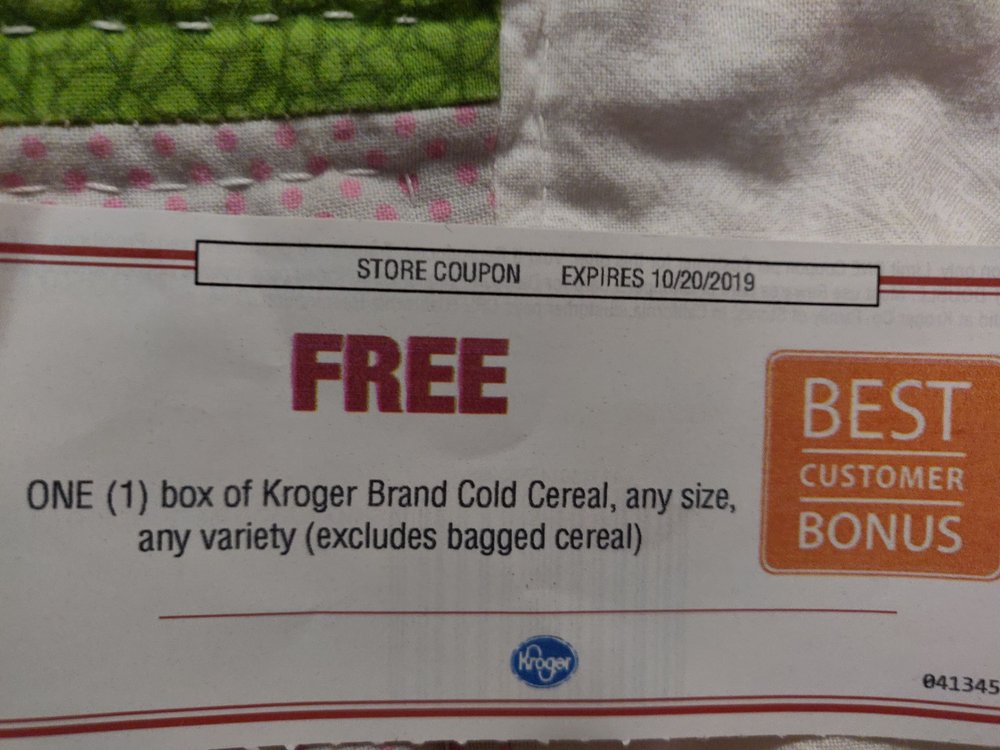 STORE COUPON EXPIRES 10/20/2019
FREE
ONE (1) box of Kroger Brand Cold Cereal, any size,
any variety (excludes bagged cereal)
BEST
CUSTOMER
BONUS
Kroger
041345